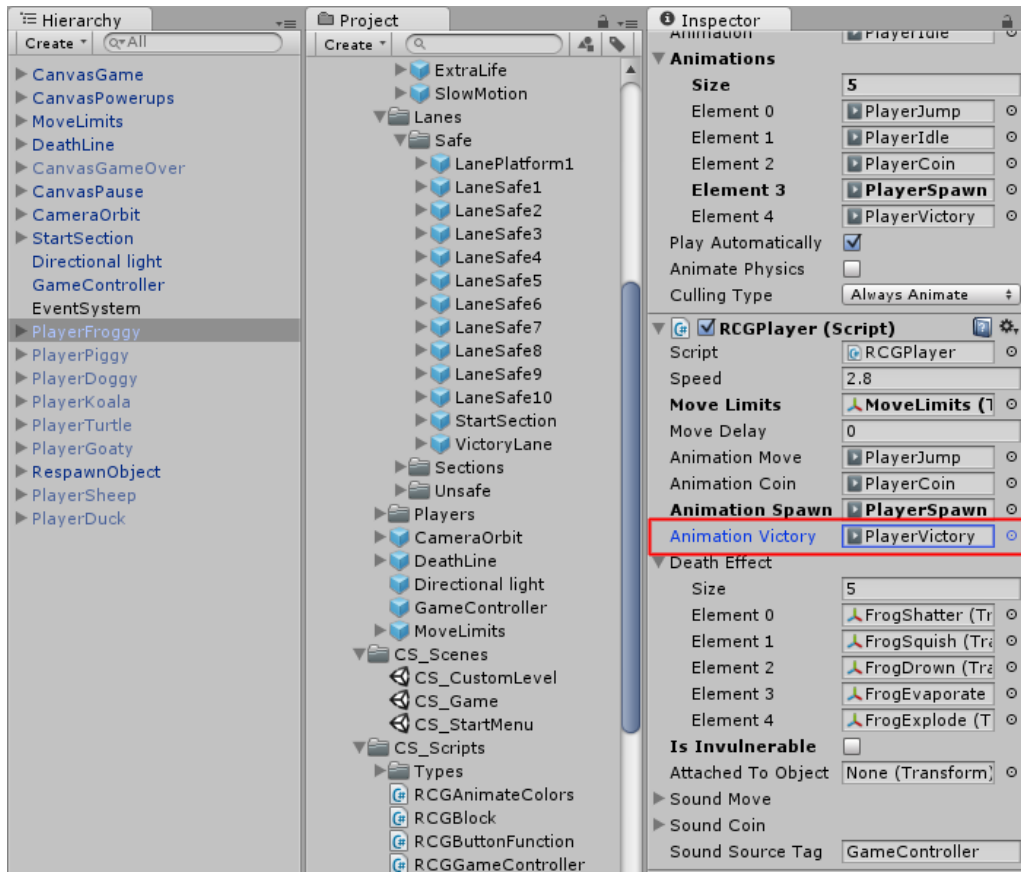 Hierarchy
Create
All
CanvasGame
CanvasPowerups
MoveLimits
DeathLine
CanvasGameOver
CanvasPause
CameraOrbit
StartSection
Directional light
GameController
EventSystem
PlayerFroggy
PlayerPiggy
PlayerDoggy
PlayerKoala
PlayerTurtle
PlayerGoaty
RespawnObject
PlayerSheep
PlayerDuck
Project
Create
ExtraLife
SlowMotion
Lanes
Safe
LanePlatform1
LaneSafe1
LaneSafe2
LaneSafe3
LaneSafe4
LaneSafe5
LaneSafe6
LaneSafe7
LaneSafe8
LaneSafe9
LaneSafe10
StartSection
VictoryLane
Sections
Unsafe
Players
CameraOrbit
DeathLine
Directional light
GameController
MoveLimits
CS_Scenes
CS_CustomLevel
CS_Game
CS_StartMenu
CS_Scripts
Types
RCGAnimateColors
RCGBlock
RCGButtonFunction
RCGGameController
Inspector
Animation PlayerIdle
Animations
Size 5
Element 0 PlayerJump
Element 1 PlayerIdle
Element 2 PlayerCoin
Element 3 PlayerSpawn
Element 4 PlayerVictory
Play Automatically
Animate Physics
Culling Type Always Animate
RCGPlayer (Script)
Script RCGPlayer
Speed 2.8
Move Limits MoveLimits (T
Move Delay 0
Animation Move PlayerJump
Animation Coin PlayerCoin
Animation Spawn PlayerSpawn
Animation Victory PlayerVictory
Death Effect
Size 5
Element 0 FrogShatter (Tr
Element 1 FrogSquish (Tra
Element 2 FrogDrown (Tra
Element 3 FrogEvaporate
Element 4 FrogExplode (T
Is Invulnerable
Attached To Object None (Transform)
Sound Move
Sound Coin
Sound Source Tag GameController